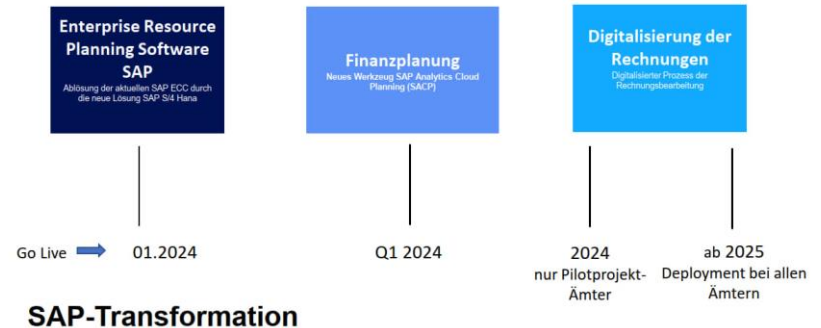 Enterprise Resource
Planning Software
SAP
Ablösung der aktuellen SAP ECC durch
die neue Lösung SAP S/4 Hana
Finanzplanung
Neues Werkzeug SAP Analytics Cloud
Planning (SACP)
Digitalisierung der
Rechnungen
Digitalisierter Prozess der
Rechnungsbearbeitung
Go Live
01.2024
Q1 2024
2024
nur Pilotprojekt-
Ämter
ab 2025
Deployment bei allen
Ämtern
SAP-Transformation